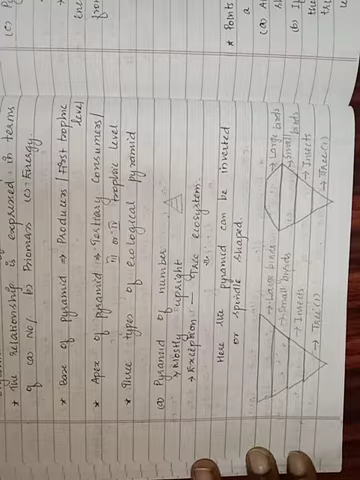 * The relationship is expressed in terms
of (a) No/ b) Biomass (c) Energy
* Base of Pyramid ⇒ Producers / First trophic
level
* Apex of pyramid ⇒ Tertiary Consumers/
trophic level
* Three types of ecological pyramid
(a) Pyramid of number
→ Mostly upright
→ Exception — Tree ecosystem.
Here the pyramid can be inverted
or spindle shaped.
→ Large birds
→ Small birds
→ Insects
→ Tree (1)
→ Large birds
→ Small birds
→ Insects
→ Tree (1)
* Points
a
(a)
(b)
the